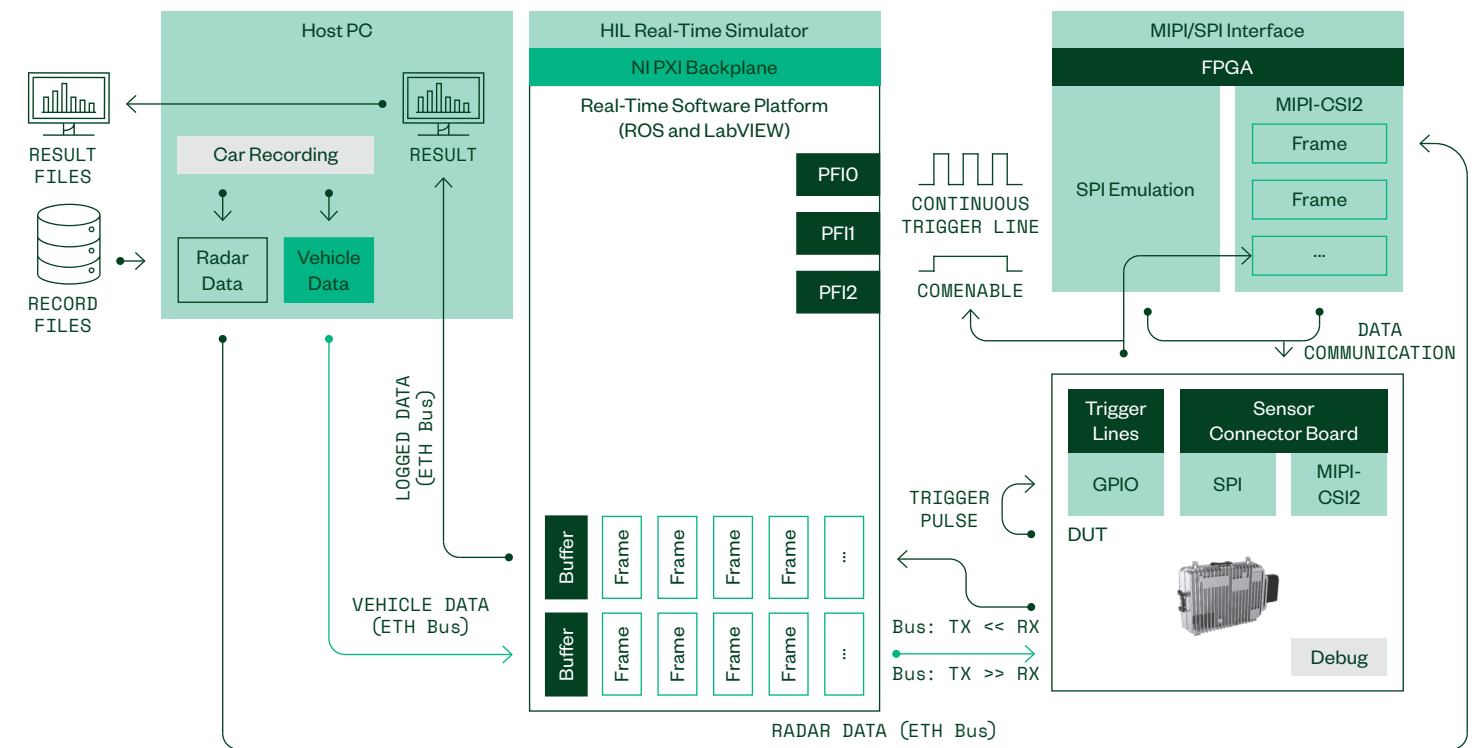 Host PC
RESULT
FILES
Car Recording
RESULT
Radar
Data
Vehicle
Data
RECORD
FILES
LOGGED DATA
(ETH Bus)
VEHICLE DATA
(ETH Bus)
HIL Real-Time Simulator
NI PXI Backplane
Real-Time Software Platform
(ROS and LabVIEW)
PFI0
PFI1
PFI2
Buffer
Frame
Frame
Frame
Frame
...
Buffer
Frame
Frame
Frame
Frame
...
CONTINUOUS
TRIGGER LINE
COMENABLE
MIPI/SPI Interface
FPGA
SPI Emulation
MIPI-CSI2
Frame
Frame
...
DATA
COMMUNICATION
Trigger
Lines
Sensor
Connector Board
GPIO
SPI
MIPI-
CSI2
TRIGGER
PULSE
DUT
Bus: TX << RX
Bus: TX >> RX
Debug
RADAR DATA (ETH Bus)